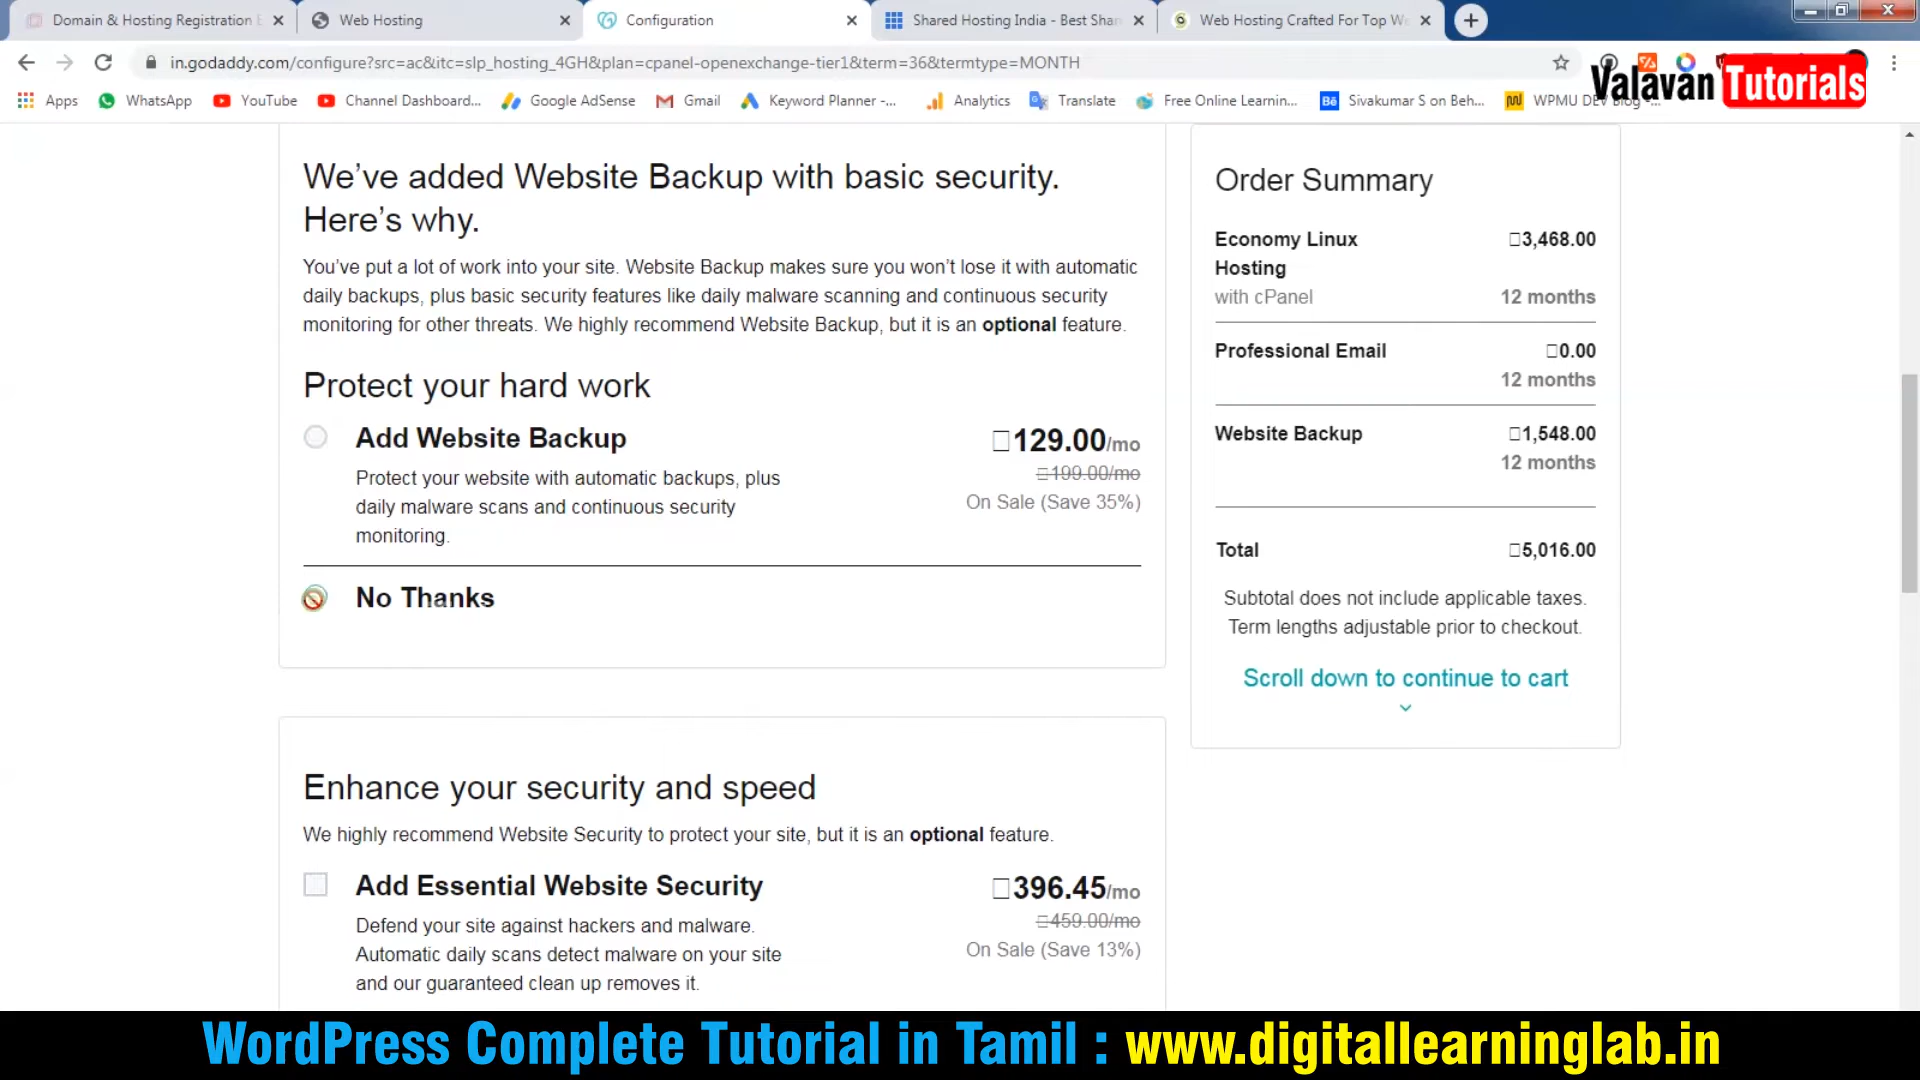 Domain & Hosting Registration E
Web Hosting
Configuration
Shared Hosting India - Best Shar
Web Hosting Crafted For Top W
in.godaddy.com/configure?src=ac&itc=slp_hosting_4GH&plan=cpanel-openexchange-tier1&term=36&termtype=MONTH
Valavan Tutorials
Apps
WhatsApp
YouTube
Channel Dashboard...
Google AdSense
Gmail
Keyword Planner -...
Analytics
Translate
Free Online Learnin...
Sivakumar S on Beh...
WPMU DEV Blog -...
We’ve added Website Backup with basic security.
Here’s why.
You’ve put a lot of work into your site. Website Backup makes sure you won’t lose it with automatic
daily backups, plus basic security features like daily malware scanning and continuous security
monitoring for other threats. We highly recommend Website Backup, but it is an optional feature.
Protect your hard work
Add Website Backup
□129.00/mo
□199.00/mo
On Sale (Save 35%)
Protect your website with automatic backups, plus
daily malware scans and continuous security
monitoring.
No Thanks
Enhance your security and speed
We highly recommend Website Security to protect your site, but it is an optional feature.
Add Essential Website Security
□396.45/mo
□459.00/mo
On Sale (Save 13%)
Defend your site against hackers and malware.
Automatic daily scans detect malware on your site
and our guaranteed clean up removes it.
Order Summary
Economy Linux □3,468.00
Hosting
with cPanel 12 months
Professional Email □0.00
12 months
Website Backup □1,548.00
12 months
Total □5,016.00
Subtotal does not include applicable taxes.
Term lengths adjustable prior to checkout.
Scroll down to continue to cart
WordPress Complete Tutorial in Tamil : www.digitallearninglab.in